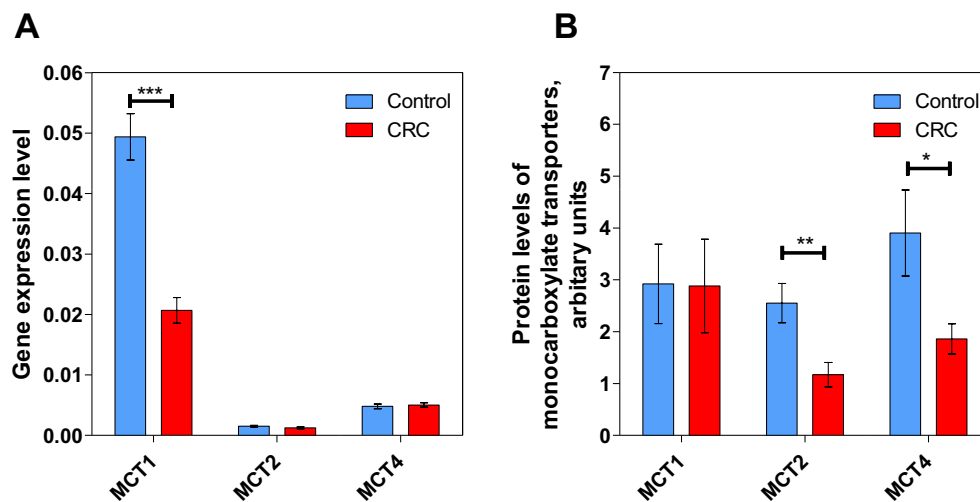 A
Gene expression level
0.06
0.05
0.04
0.03
0.02
0.01
0.00
***
Control
CRC
MCT1
MCT2
MCT4
B
Protein levels of
monocarboxylate transporters,
arbitary units
7
6
5
4
3
2
1
0
Control
CRC
**
*
MCT1
MCT2
MCT4